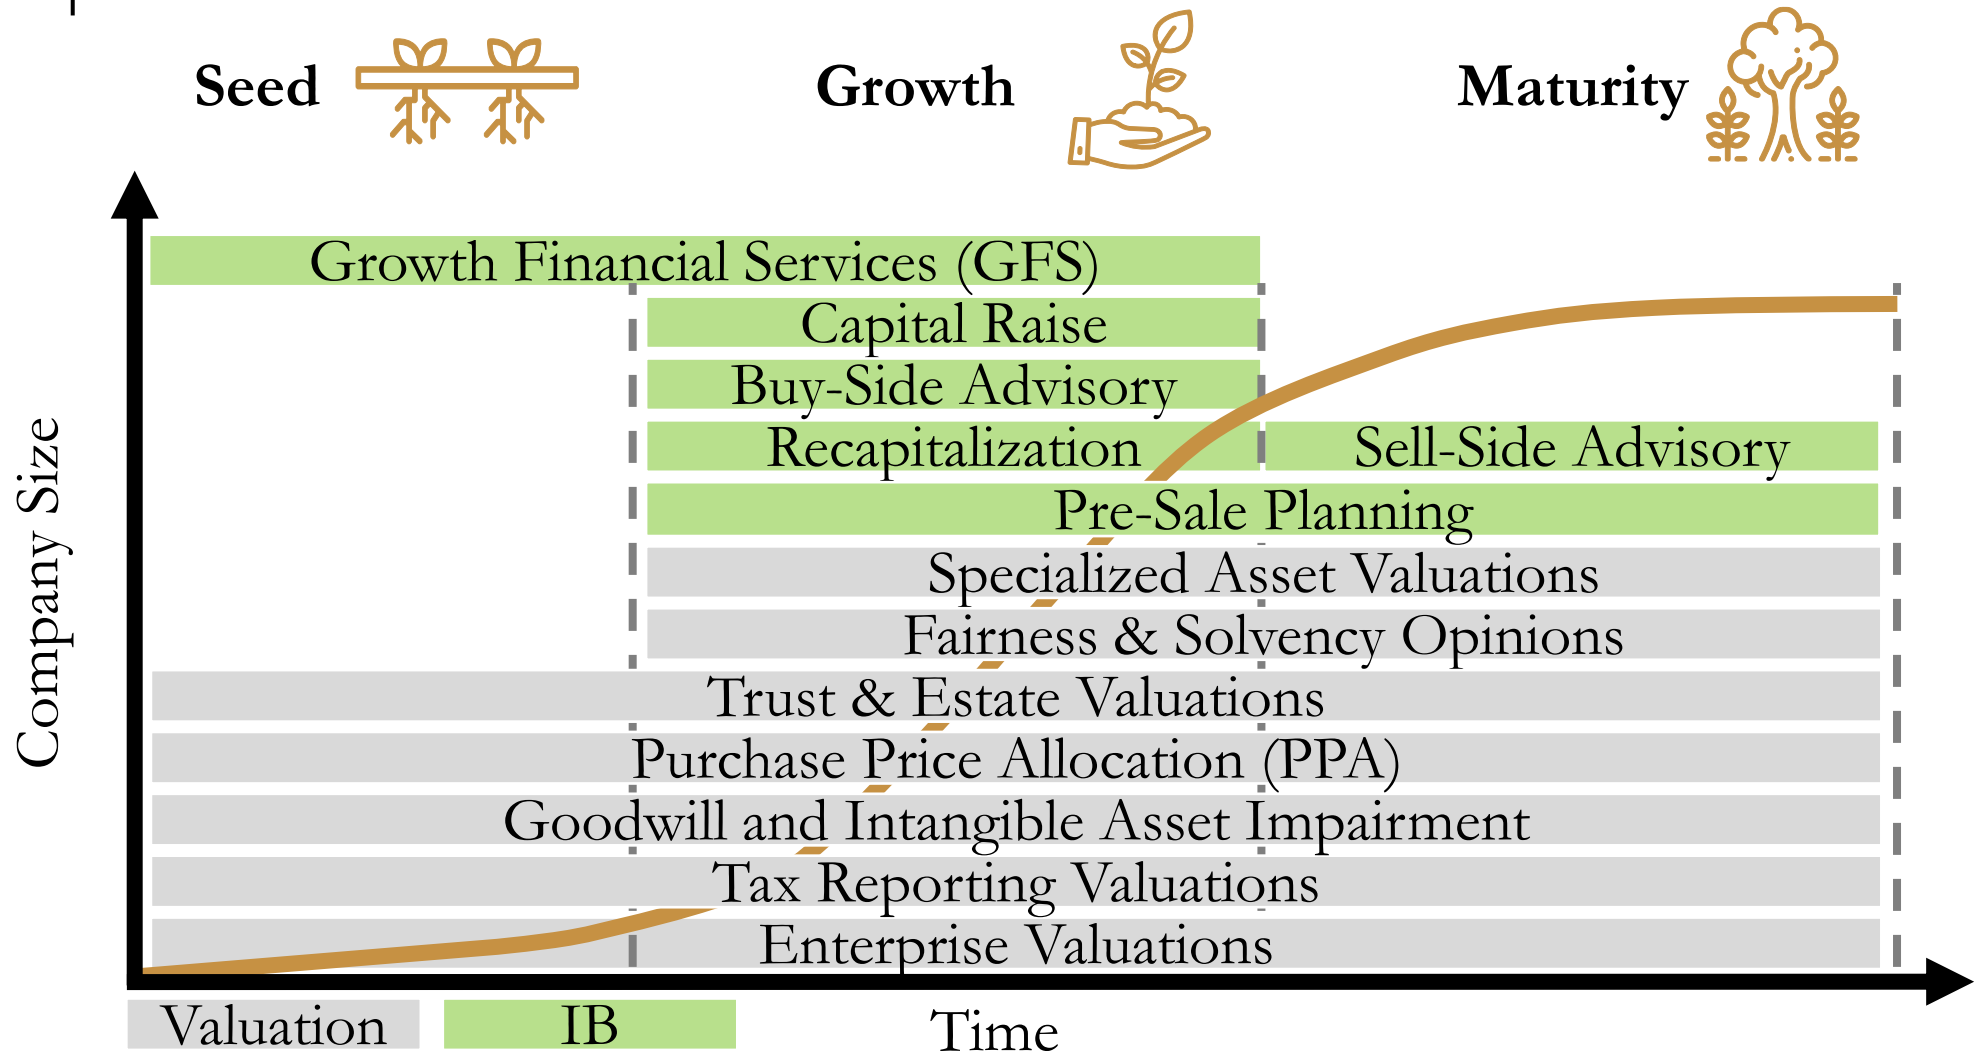 Seed
Growth
Maturity
Growth Financial Services (GFS)
Capital Raise
Buy-Side Advisory
Recapitalization
Sell-Side Advisory
Pre-Sale Planning
Specialized Asset Valuations
Fairness & Solvency Opinions
Trust & Estate Valuations
Purchase Price Allocation (PPA)
Goodwill and Intangible Asset Impairment
Tax Reporting Valuations
Enterprise Valuations
Company Size
Valuation
IB
Time